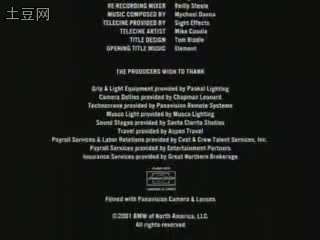 土豆网
RE-RECORDING MIXER Reilly Steele
MUSIC COMPOSED BY Mychael Danna
TELECINE PROVIDED BY Sight Effects
TELECINE ARTIST Mike Casuda
TITLE DESIGN Tom Riddle
OPENING TITLE MUSIC Element
THE PRODUCERS WISH TO THANK
Grip & Light Equipment provided by Paskal Lighting
Camera Dollies provided by Chapman Leonard
Technocrane provided by Panavision Remote Systems
Musco Light provided by Musco Lighting
Sound Stages provided by Santa Clarita Studios
Travel provided by Aspen Travel
Payroll Services & Labor Relations provided by Cast & Crew Talent Services, Inc.
Payroll Services provided by Entertainment Partners
Insurance Services provided by Great Northern Brokerage
Filmed with Panavision Camera & Lenses
©2001 BMW of North America, LLC.
All rights reserved